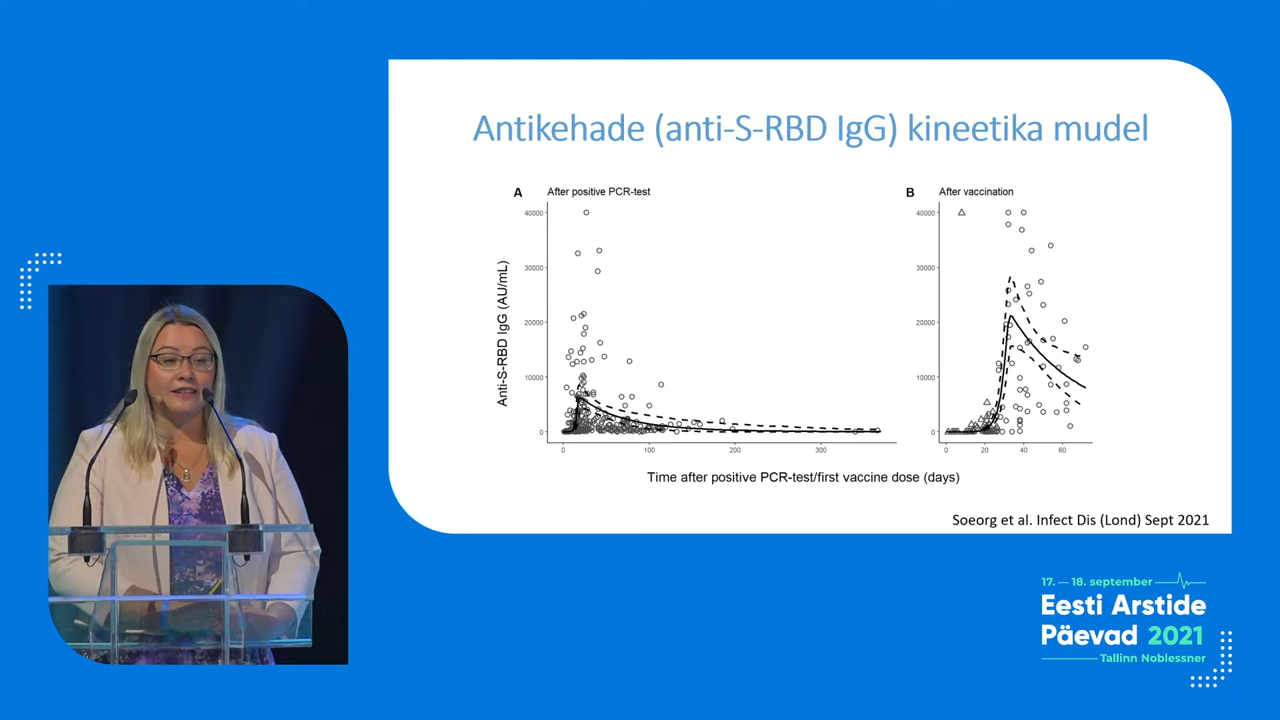 Antikehade (anti-S-RBD IgG) kineetika mudel
A After positive PCR-test
B After vaccination
Anti-S-RBD IgG (AU/mL)
40000
30000
20000
10000
0
0 100 200 300
40000
30000
20000
10000
0
0 20 40 60
Time after positive PCR-test/first vaccine dose (days)
Soeorg et al. Infect Dis (Lond) Sept 2021
17. — 18. september
Eesti Arstide
Päevad 2021
Tallinn Noblessner